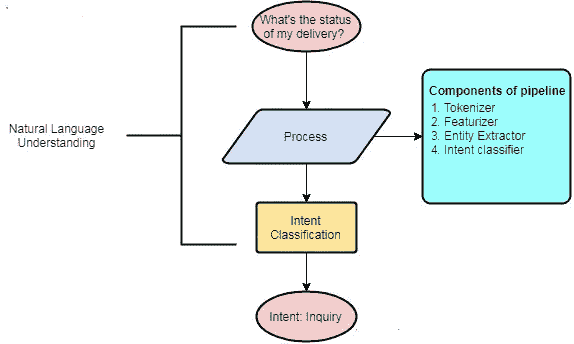 What's the status
of my delivery?
Natural Language
Understanding
Process
Components of pipeline
1. Tokenizer
2. Featurizer
3. Entity Extractor
4. Intent classifier
Intent
Classification
Intent: Inquiry